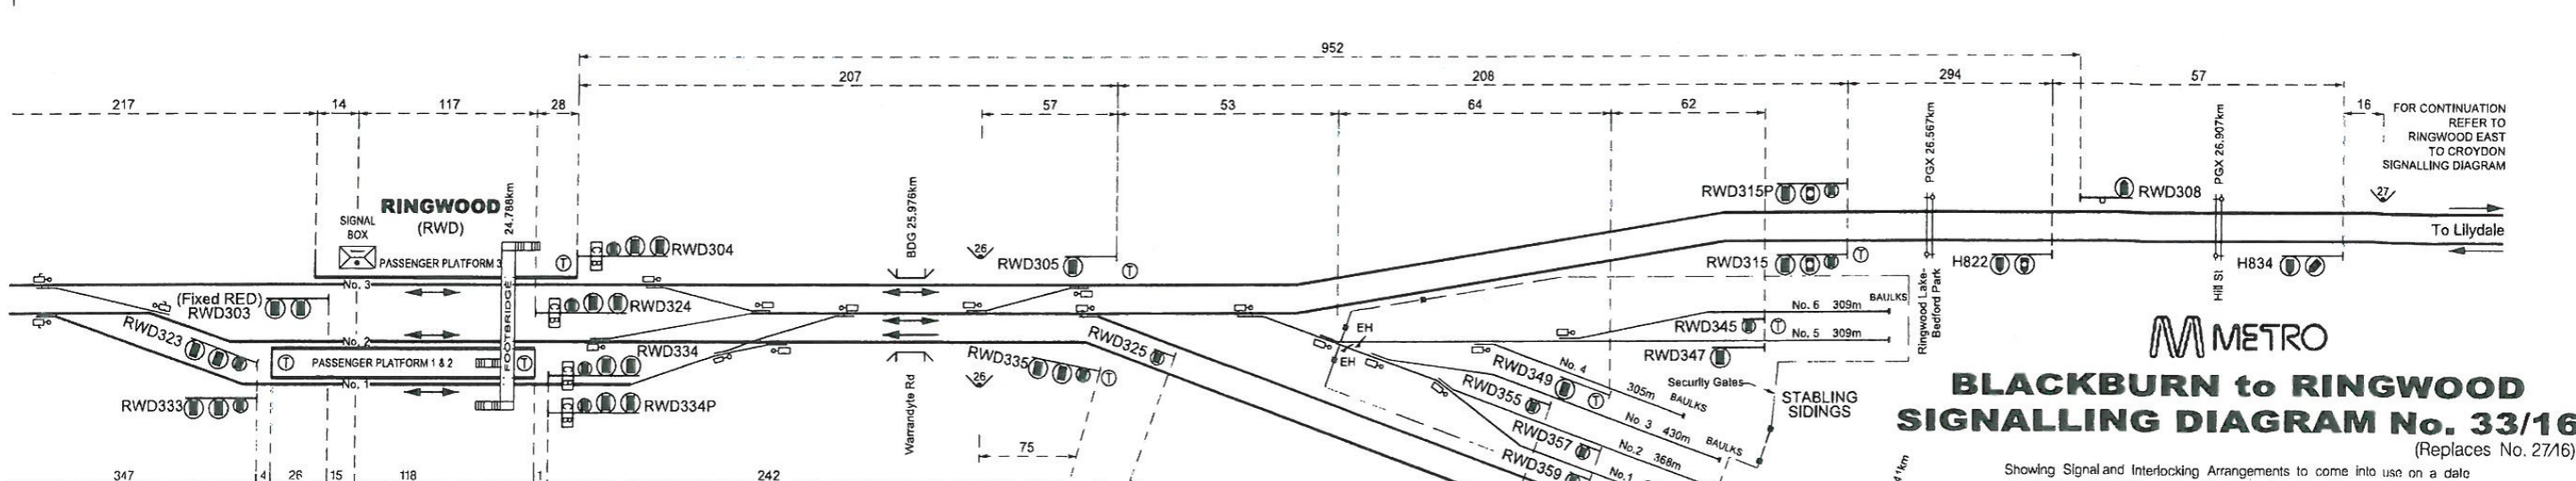 952
207
208
294
57
217
14
117
28
57
53
64
62
16
FOR CONTINUATION
REFER TO
RINGWOOD EAST
TO CROYDON
SIGNALLING DIAGRAM
RINGWOOD
(RWD)
SIGNAL
BOX
24.788km
BDG 25.976km
PGX 26.567km
PGX 26.907km
RWD315P
RWD308
27
To Lilydale
PASSENGER PLATFORM 3
T
RWD304
26
RWD305
T
RWD315
T
H822
H834
No. 3
(Fixed RED)
RWD303
RWD324
FOOTBRIDGE
Ringwood Lake-
Bedford Park
Hill St
No. 6 309m
BAULKS
RWD345
T
No. 5 309m
EH
EH
RWD347
RWD323
No. 2
T
PASSENGER PLATFORM 1 & 2
T
RWD334
RWD335
T
RWD325
26
Warrandyte Rd
No. 1
RWD333
RWD334P
RWD349
T
No. 4
305m
BAULKS
Security Gates
STABLING
SIDINGS
RWD355
No. 3 430m
BAULKS
RWD357
No.2 368m
RWD359
No.1
METRO
BLACKBURN to RINGWOOD
SIGNALLING DIAGRAM No. 33/16
(Replaces No. 27/16)
Showing Signal and Interlocking Arrangements to come into use on a date
347
4
26
15
118
1
242
75